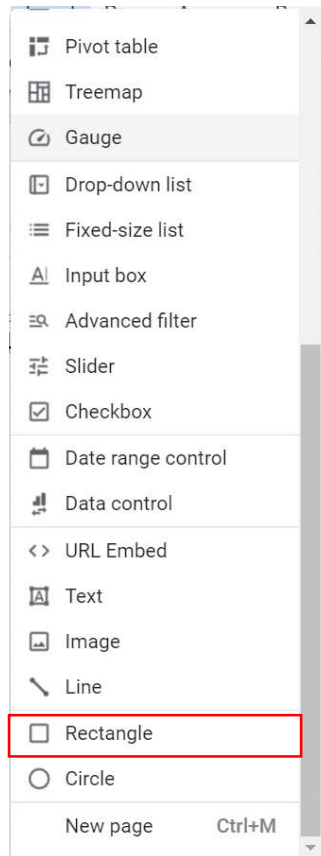 Pivot table
Treemap
Gauge
Drop-down list
Fixed-size list
Input box
Advanced filter
Slider
Checkbox
Date range control
Data control
URL Embed
Text
Image
Line
Rectangle
Circle
New page Ctrl+M